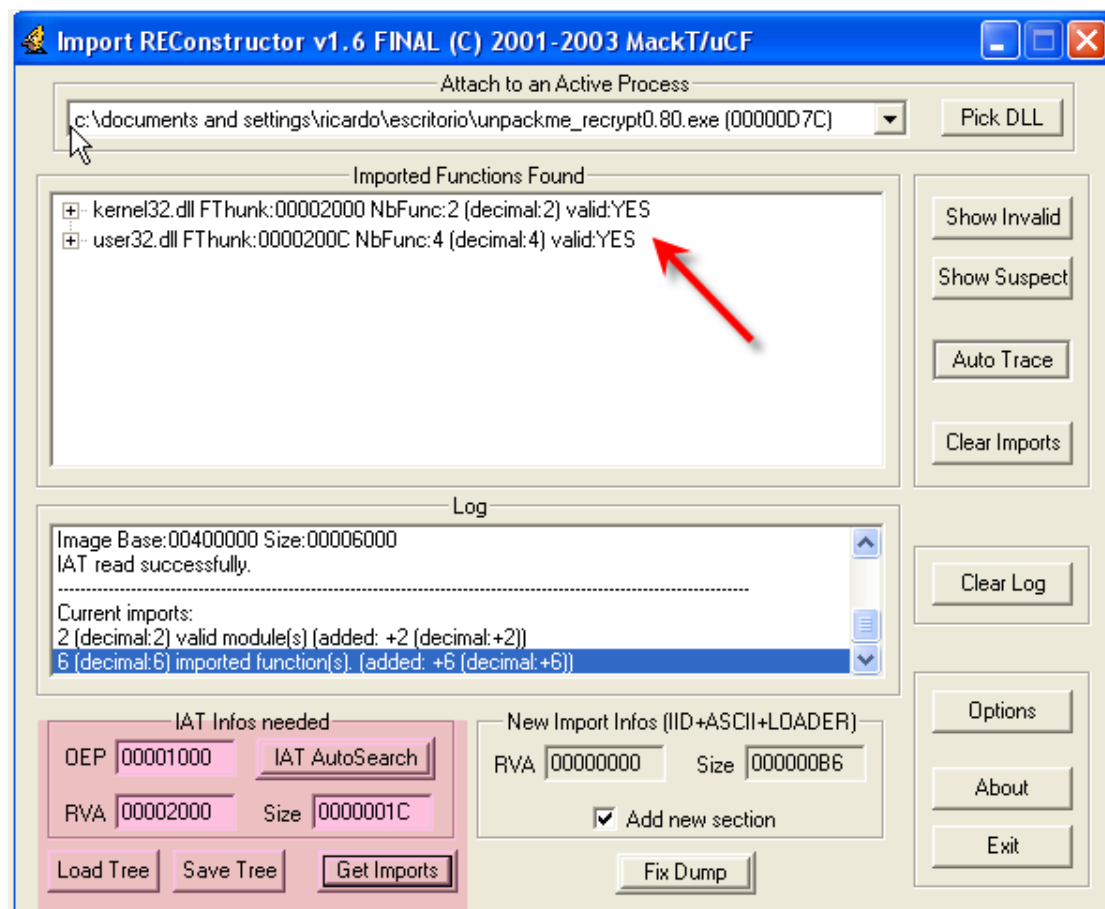 Import REConstructor v1.6 FINAL (C) 2001-2003 MackT/uCF
Attach to an Active Process
c:\documents and settings\ricardo\escritorio\unpackme_recrypt0.80.exe (00000D7C)
Pick DLL
Imported Functions Found
kernel32.dll FThunk:00002000 NbFunc:2 (decimal:2) valid:YES
user32.dll FThunk:0000200C NbFunc:4 (decimal:4) valid:YES
Show Invalid
Show Suspect
Auto Trace
Clear Imports
Log
Image Base:00400000 Size:00006000
IAT read successfully.
------------------------------------------------------------------------------------------------------------------------
Current imports:
2 (decimal:2) valid module(s) (added: +2 (decimal:+2))
6 (decimal:6) imported function(s). (added: +6 (decimal:+6))
Clear Log
IAT Infos needed
OEP 00001000 IAT AutoSearch
RVA 00002000 Size 0000001C
Load Tree Save Tree Get Imports
New Import Infos (IID+ASCII+LOADER)
RVA 00000000 Size 000000B6
Add new section
Fix Dump
Options
About
Exit